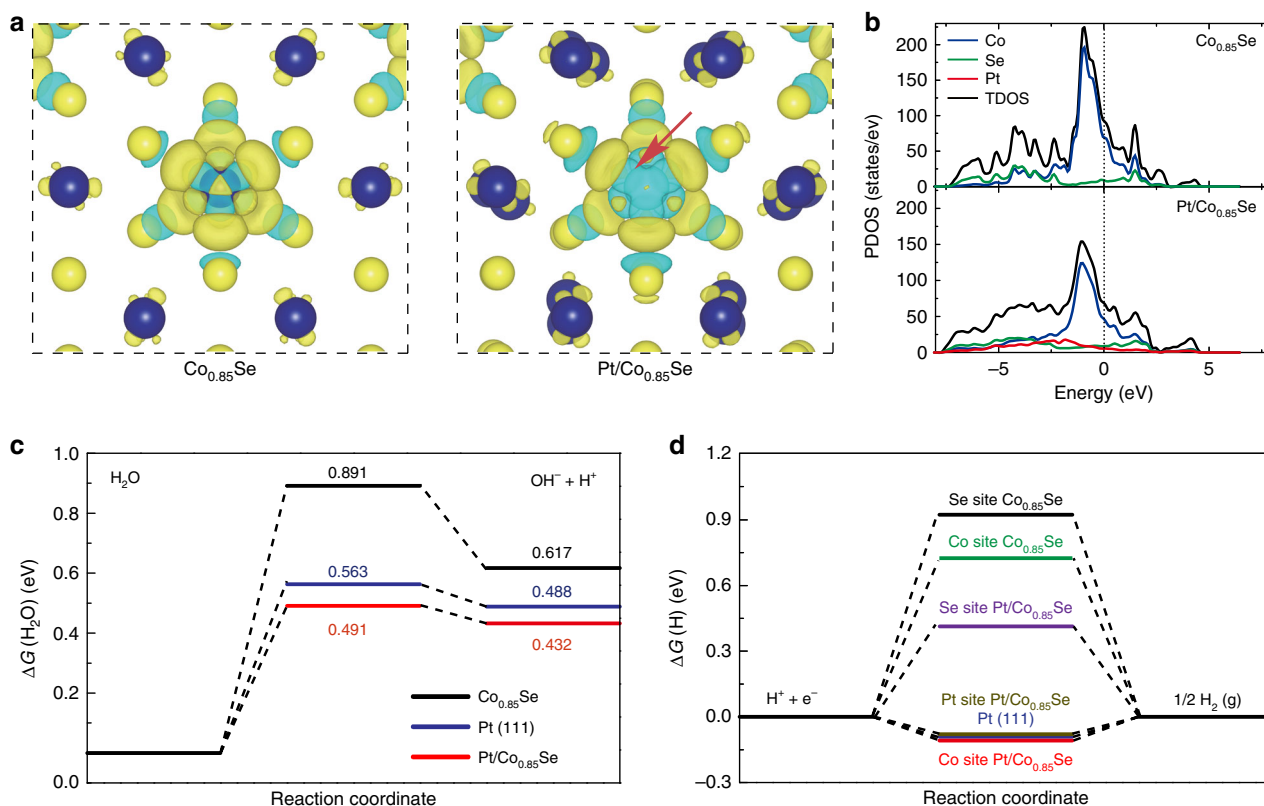 a
Co0.85Se
Pt/Co0.85Se
b
PDOS (states/ev)
200
150
100
50
0
Co
Se
Pt
TDOS
Co0.85Se
200
150
100
50
0
Pt/Co0.85Se
−5
0
5
Energy (eV)
c
ΔG (H2O) (eV)
1.0
0.8
0.6
0.4
0.2
0.0
H2O
OH− + H+
0.891
0.617
0.563
0.488
0.491
0.432
Co0.85Se
Pt (111)
Pt/Co0.85Se
Reaction coordinate
d
ΔG (H) (eV)
1.2
0.9
0.6
0.3
0.0
−0.3
Se site Co0.85Se
Co site Co0.85Se
Se site Pt/Co0.85Se
H+ + e−
Pt site Pt/Co0.85Se
Pt (111)
1/2 H2 (g)
Co site Pt/Co0.85Se
Reaction coordinate